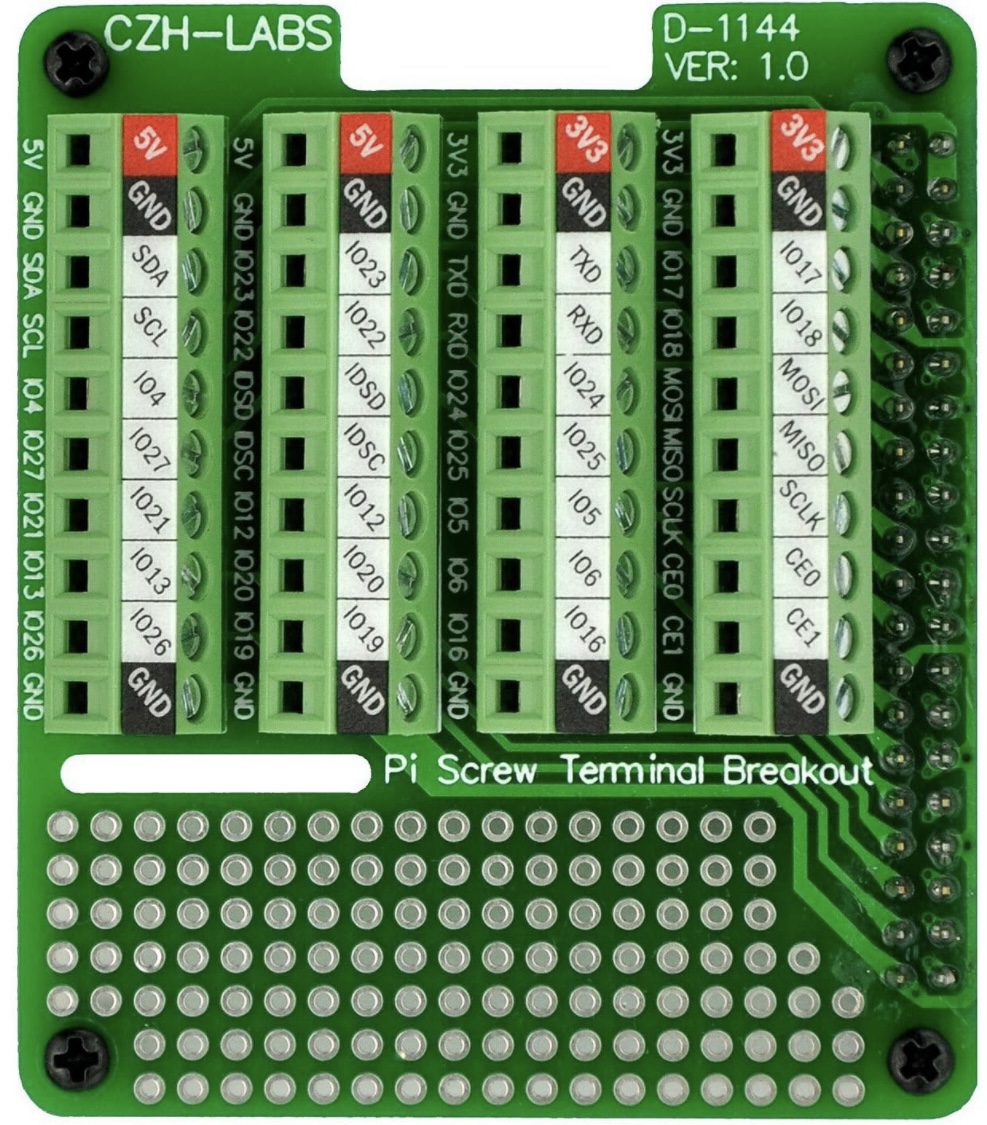 CZH-LABS
D-1144
VER: 1.0
5V GND SDA SCL IO4 IO27 IO21 IO13 IO26 GND
5V
GND
SDA
SCL
IO4
IO27
IO21
IO13
IO26
GND
5V GND IO23 IO22 IDSD IDSC IO12 IO20 IO19 GND
5V
GND
IO23
IO22
IDSD
IDSC
IO12
IO20
IO19
GND
3V3 GND TXD RXD IO24 IO25 IO5 IO6 IO16 GND
3V3
GND
TXD
RXD
IO24
IO25
IO5
IO6
IO16
GND
3V3 GND IO17 IO18 MOSI MISO SCLK CE0 CE1 GND
3V3
GND
IO17
IO18
MOSI
MISO
SCLK
CE0
CE1
GND
Pi Screw Terminal Breakout